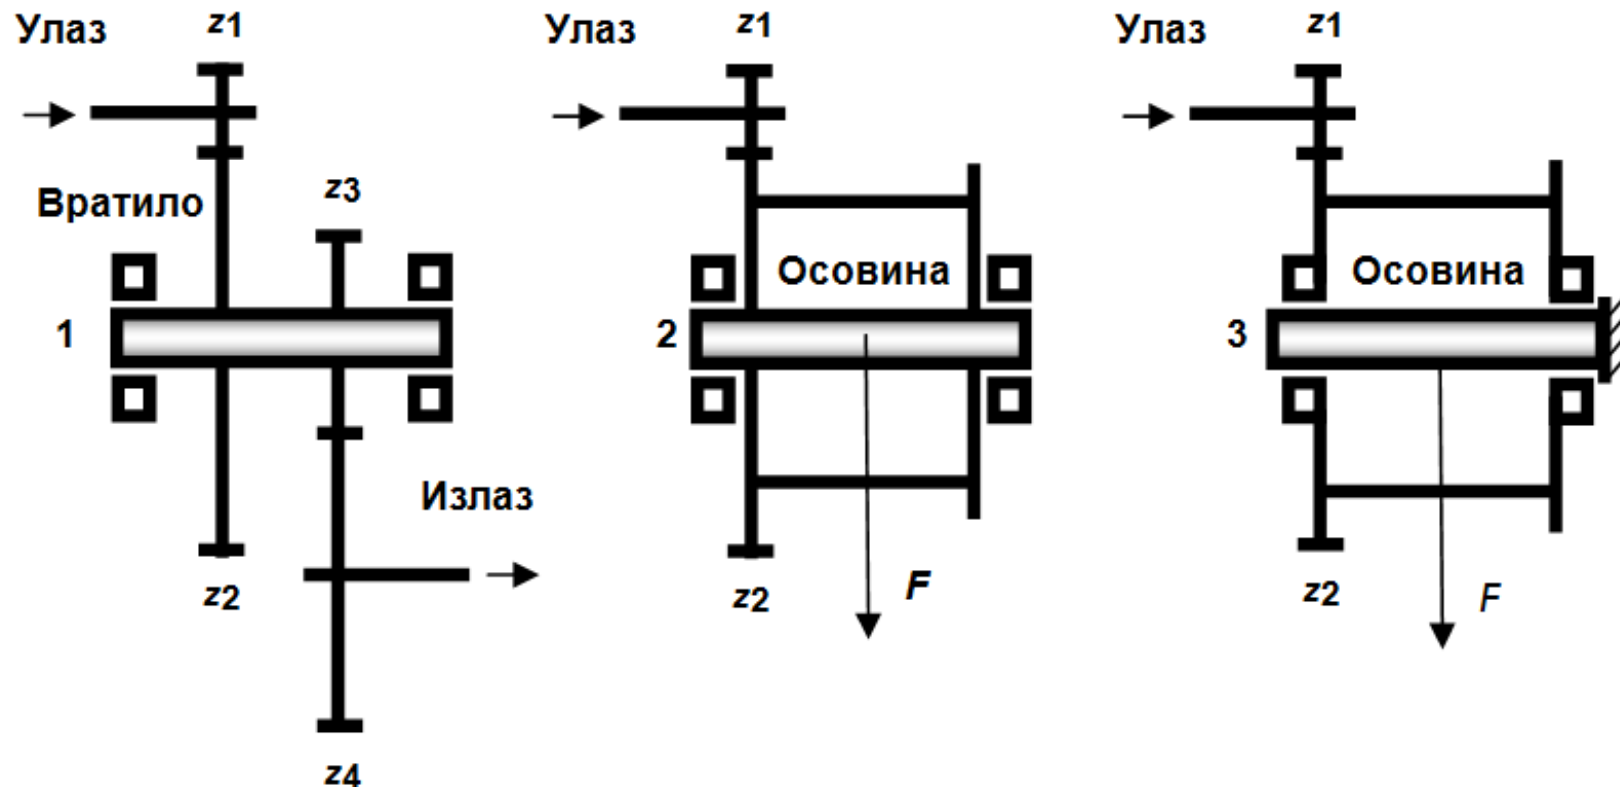 Улаз z1
Вратило
z3
1
Излаз
z2
z4
Улаз z1
Осовина
2
z2
F
Улаз z1
Осовина
3
z2
F